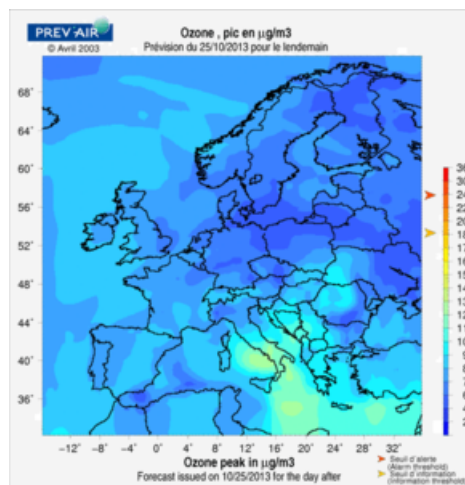 PREV'AIR
© Avril 2003
Ozone , pic en µg/m3
Prévision du 25/10/2013 pour le lendemain
68°
64°
60°
56°
52°
48°
44°
40°
36°
-12° -8° -4° 0° 4° 8° 12° 16° 20° 24° 28° 32°
Ozone peak in µg/m3
Forecast issued on 10/25/2013 for the day after
Seuil d'alerte
(Alarm threshold)
Seuil d'information
(Information threshold